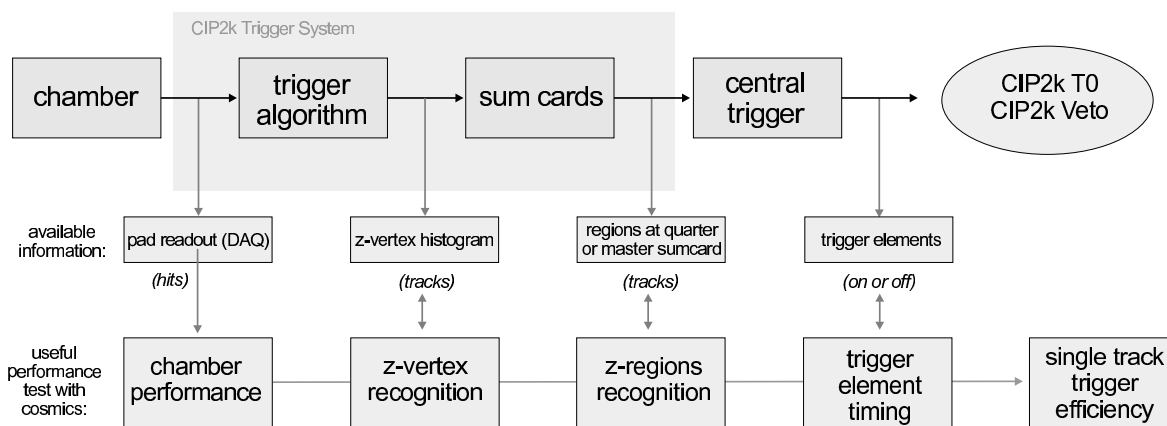 CIP2k Trigger System
chamber
trigger
algorithm
sum cards
central
trigger
CIP2k T0
CIP2k Veto
available
information:
pad readout (DAQ)
z-vertex histogram
regions at quarter
or master sumcard
trigger elements
(hits)
(tracks)
(tracks)
(on or off)
useful
performance
test with
cosmics:
chamber
performance
z-vertex
recognition
z-regions
recognition
trigger
element
timing
single track
trigger
efficiency